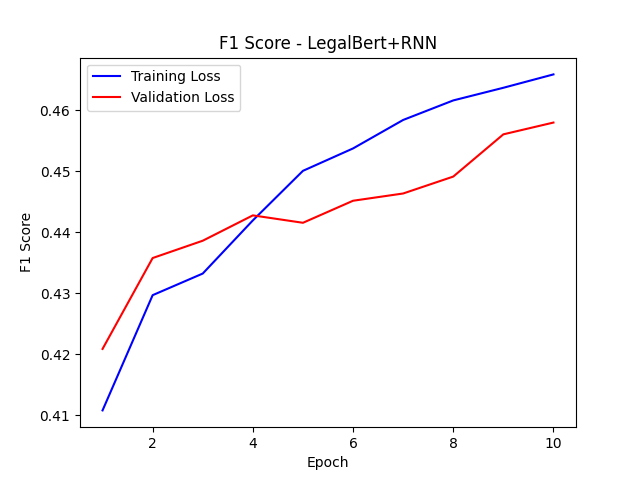 F1 Score - LegalBert+RNN
Training Loss
Validation Loss
0.46
0.45
0.44
0.43
0.42
0.41
F1 Score
2
4
6
8
10
Epoch